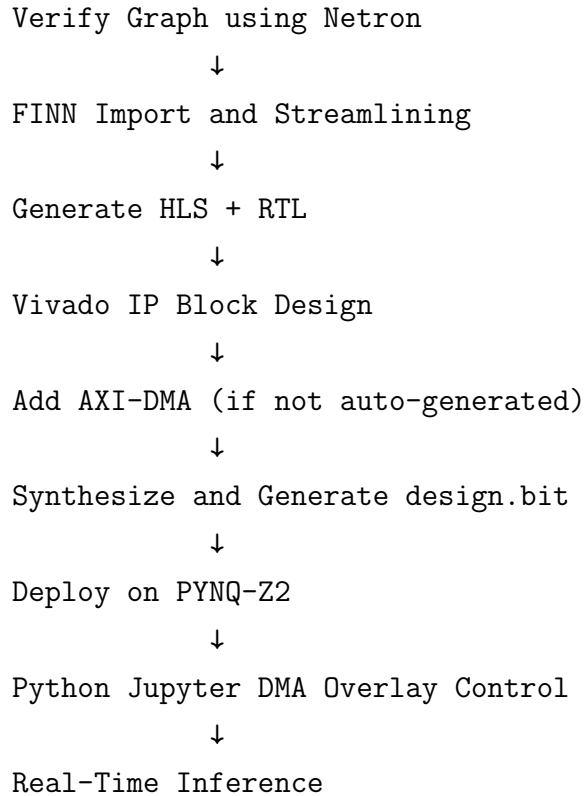 Verify Graph using Netron
↓
FINN Import and Streamlining
↓
Generate HLS + RTL
↓
Vivado IP Block Design
↓
Add AXI-DMA (if not auto-generated)
↓
Synthesize and Generate design.bit
↓
Deploy on PYNQ-Z2
↓
Python Jupyter DMA Overlay Control
↓
Real-Time Inference